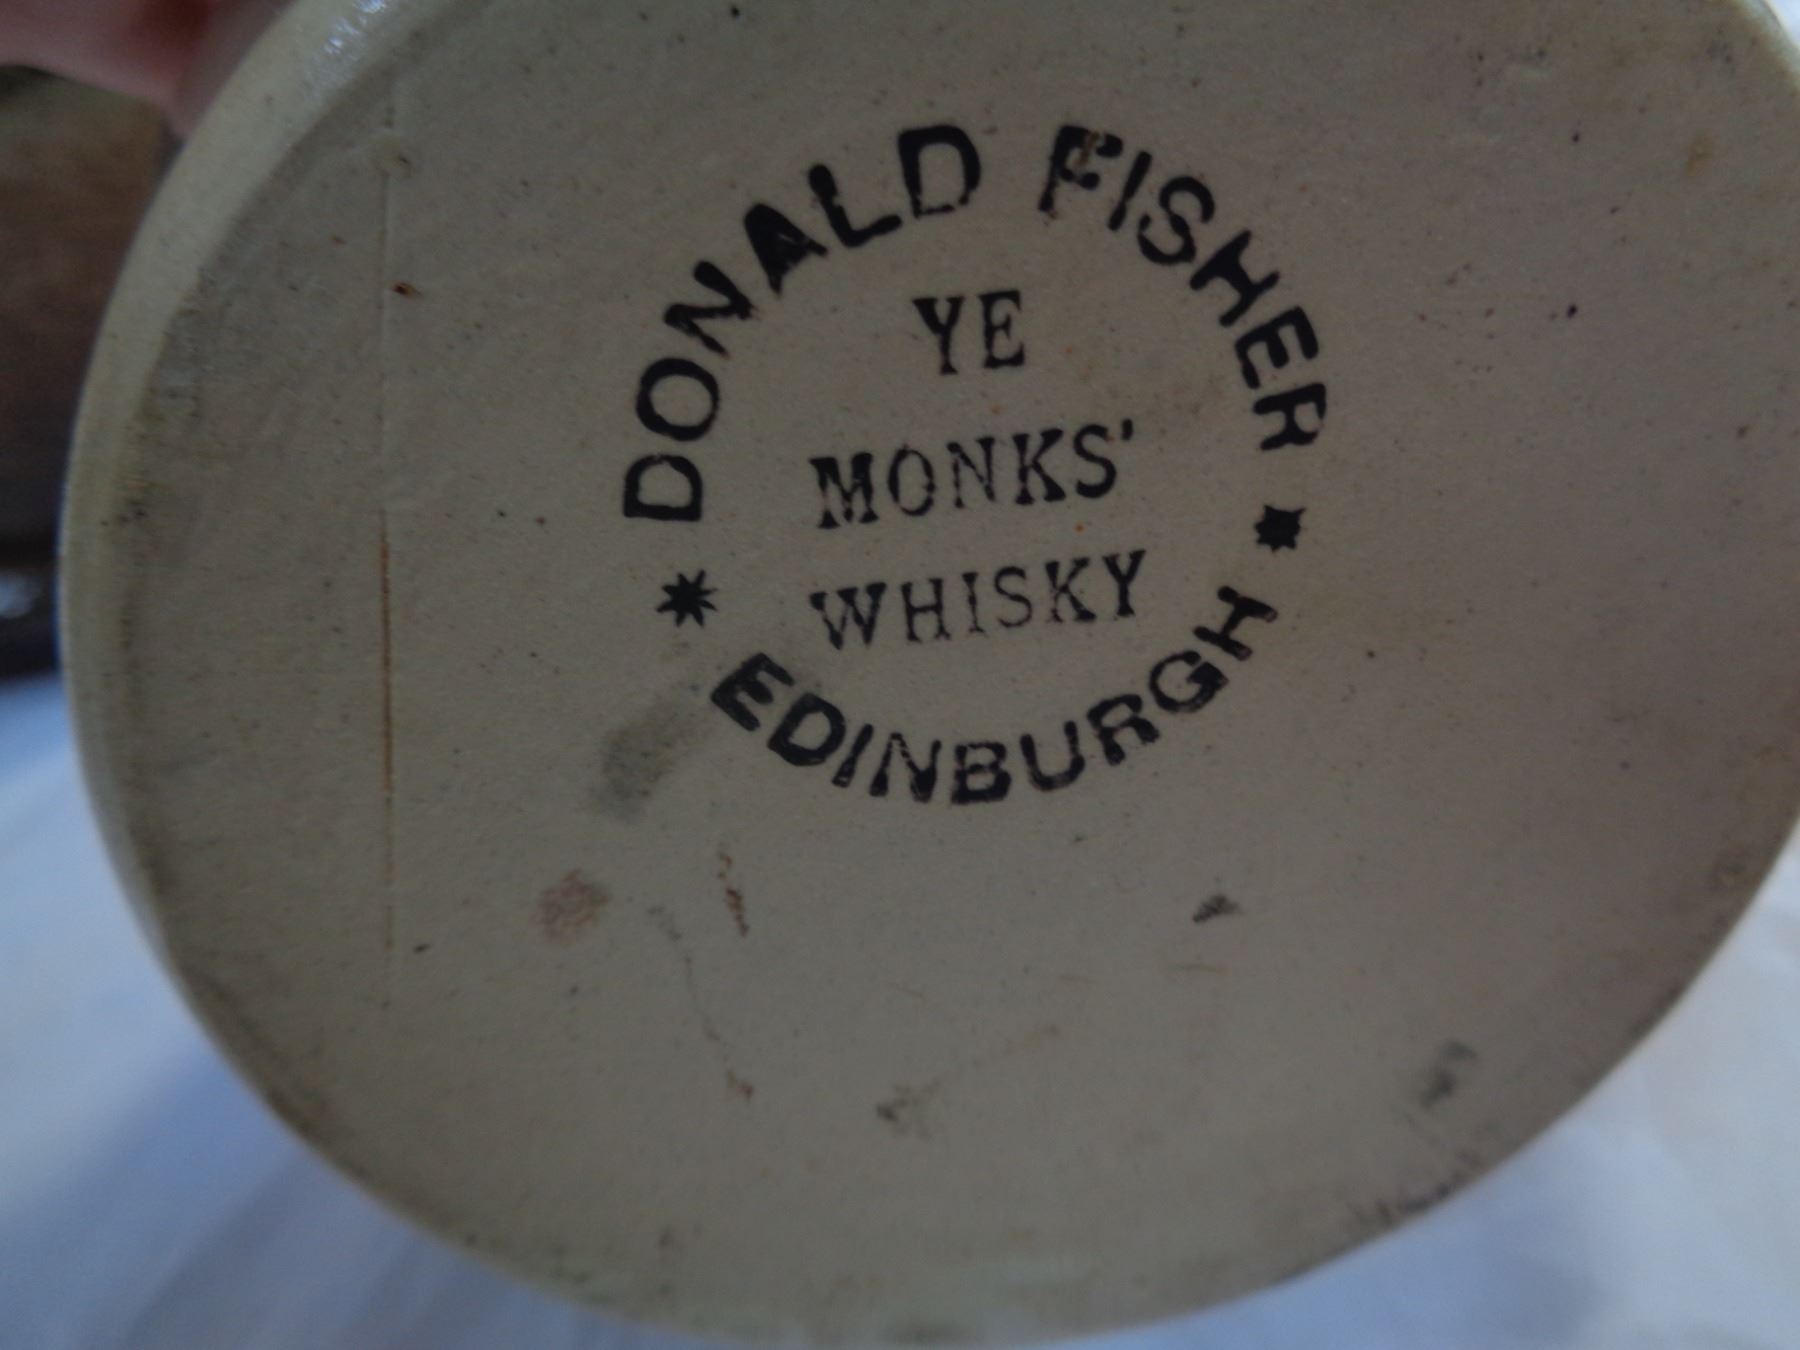 DONALD FISHER
YE
MONKS'
WHISKY
EDINBURGH